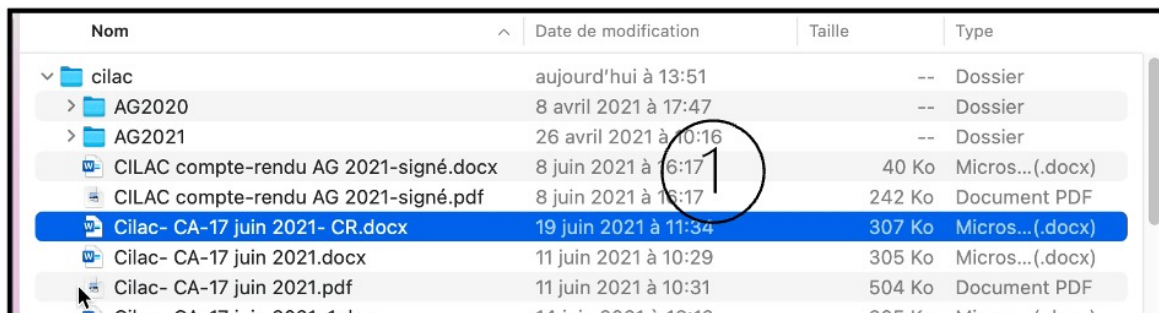 Nom Date de modification Taille Type
cilac aujourd'hui à 13:51 -- Dossier
AG2020 8 avril 2021 à 17:47 -- Dossier
AG2021 26 avril 2021 à 10:16 -- Dossier
CILAC compte-rendu AG 2021-signé.docx 8 juin 2021 à 16:17 40 Ko Micros...(.docx)
1
CILAC compte-rendu AG 2021-signé.pdf 8 juin 2021 à 16:17 242 Ko Document PDF
Cilac- CA-17 juin 2021- CR.docx 19 juin 2021 à 11:34 307 Ko Micros...(.docx)
Cilac- CA-17 juin 2021.docx 11 juin 2021 à 10:29 305 Ko Micros...(.docx)
Cilac- CA-17 juin 2021.pdf 11 juin 2021 à 10:31 504 Ko Document PDF